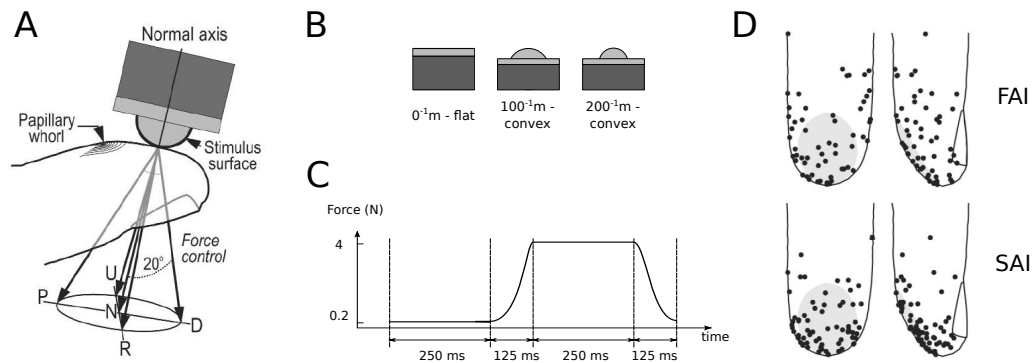 A
Normal axis
Papillary
whorl
Stimulus
surface
Force
control
20°
U
P
N
D
R
B
0⁻¹m - flat
100⁻¹m -
convex
200⁻¹m -
convex
C
Force (N)
4
0.2
time
250 ms
125 ms
250 ms
125 ms
D
FAI
SAI